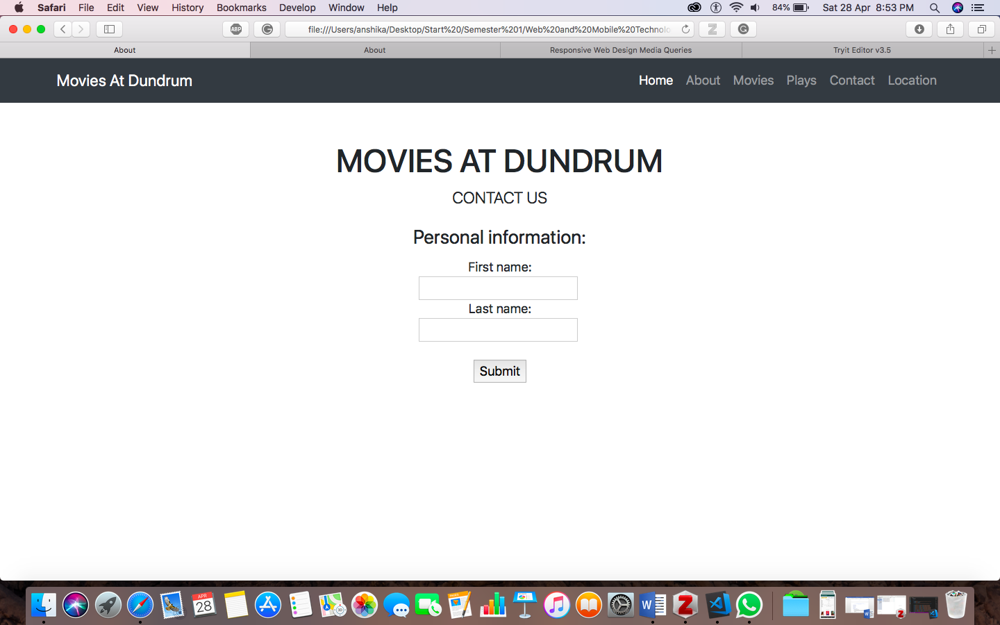 Safari File Edit View History Bookmarks Develop Window Help 84% Sat 28 Apr 8:53 PM
ABP file:///Users/anshika/Desktop/Start%20/Semester%201/Web%20and%20Mobile%20Technolo
About About Responsive Web Design Media Queries Tryit Editor v3.5
Movies At Dundrum Home About Movies Plays Contact Location
MOVIES AT DUNDRUM
CONTACT US
Personal information:
First name:
Last name:
Submit
APR
28